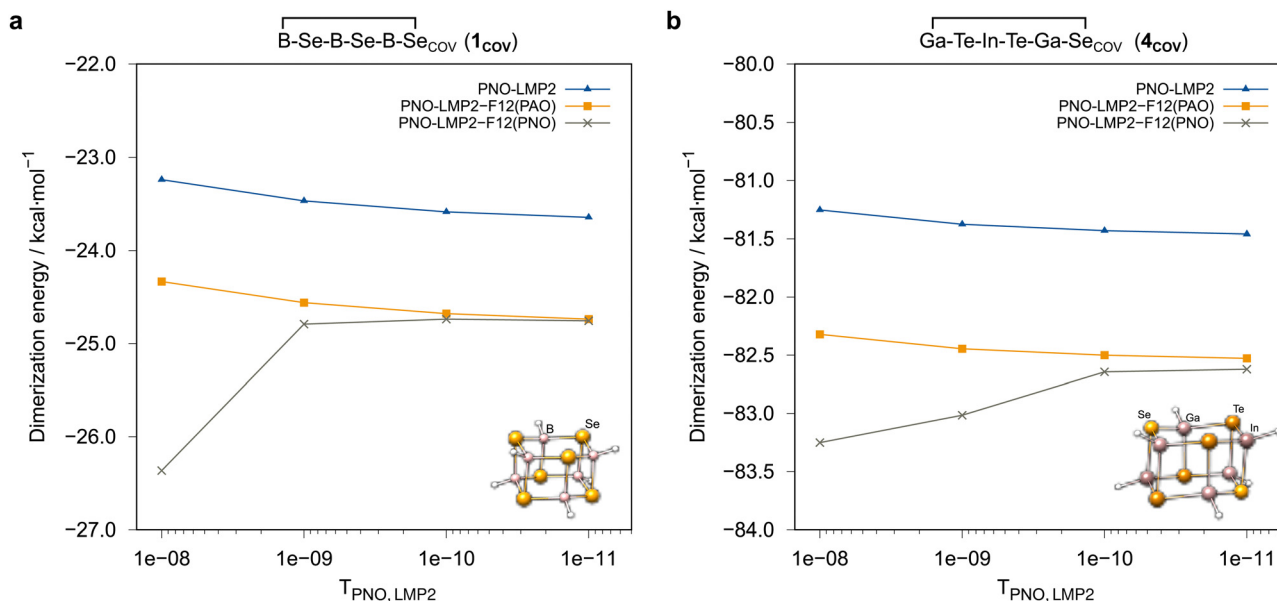 a
B-Se-B-Se-B-Se_COV (1_COV)
−22.0
−23.0
−24.0
−25.0
−26.0
−27.0
Dimerization energy / kcal·mol⁻¹
PNO-LMP2
PNO-LMP2−F12(PAO)
PNO-LMP2−F12(PNO)
B
Se
1e−08
1e−09
1e−10
1e−11
T_PNO, LMP2
b
Ga-Te-In-Te-Ga-Se_COV (4_COV)
−80.0
−80.5
−81.0
−81.5
−82.0
−82.5
−83.0
−83.5
−84.0
Dimerization energy / kcal·mol⁻¹
PNO-LMP2
PNO-LMP2−F12(PAO)
PNO-LMP2−F12(PNO)
Se
Ga
Te
In
1e−08
1e−09
1e−10
1e−11
T_PNO, LMP2